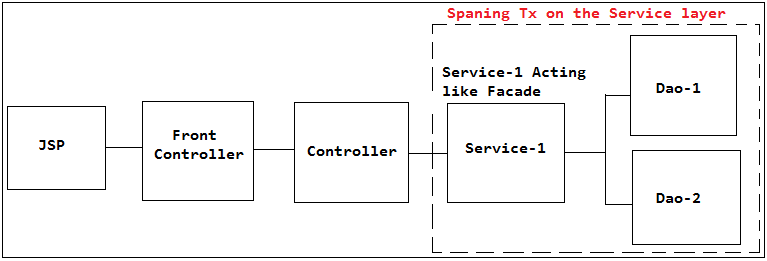 Spaning Tx on the Service layer
Service-1 Acting
like Facade
JSP
Front
Controller
Controller
Service-1
Dao-1
Dao-2